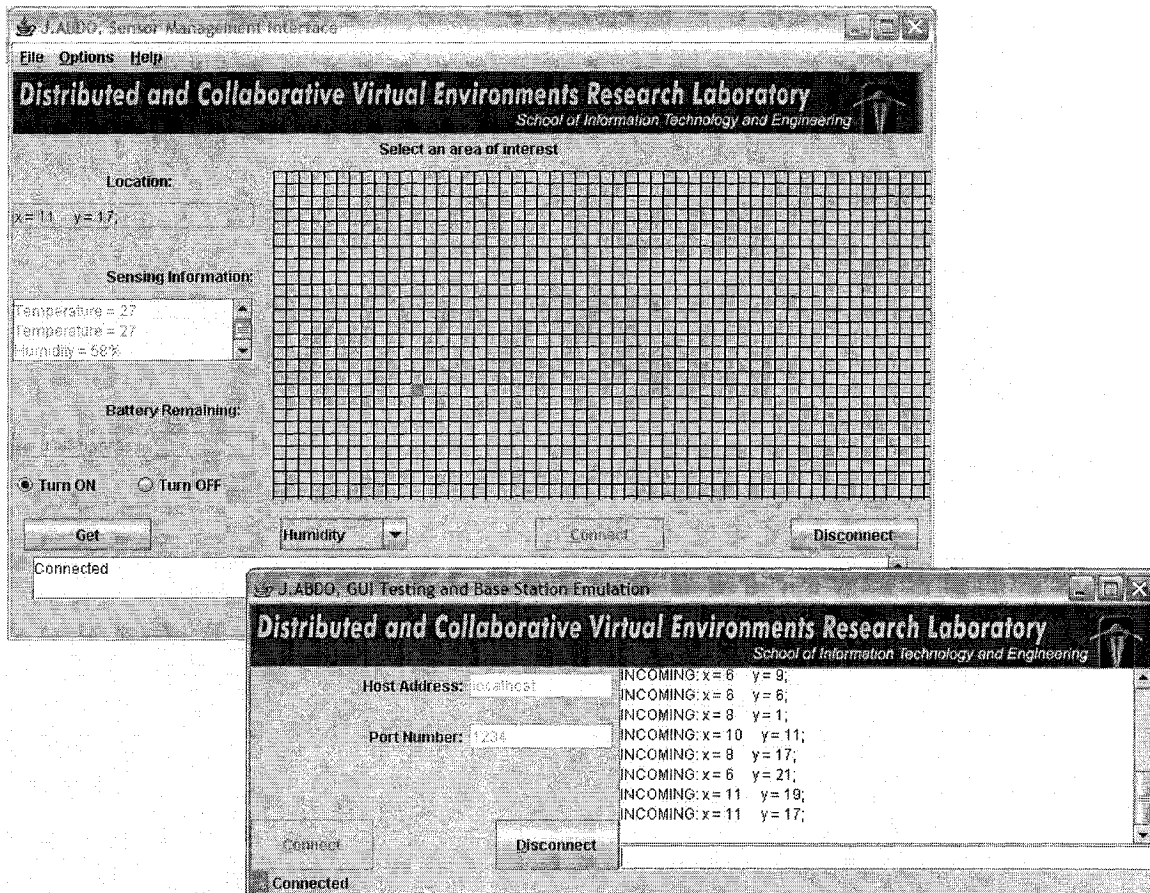 J.ABDO, Sensor Management Interface
File Options Help
Distributed and Collaborative Virtual Environments Research Laboratory
School of Information Technology and Engineering
Select an area of interest
Location:
x = 11 y = 17;
Sensing Information:
Temperature = 27
Temperature = 27
Humidity = 58%
Battery Remaining:
Turn ON Turn OFF
Get Humidity Connect Disconnect
Connected
J.ABDO, GUI Testing and Base Station Emulation
Distributed and Collaborative Virtual Environments Research Laboratory
School of Information Technology and Engineering
Host Address: localhost
Port Number: 1234
INCOMING: x = 6 y = 9;
INCOMING: x = 6 y = 6;
INCOMING: x = 8 y = 1;
INCOMING: x = 10 y = 11;
INCOMING: x = 8 y = 17;
INCOMING: x = 6 y = 21;
INCOMING: x = 11 y = 19;
INCOMING: x = 11 y = 17;
Connect Disconnect
Connected